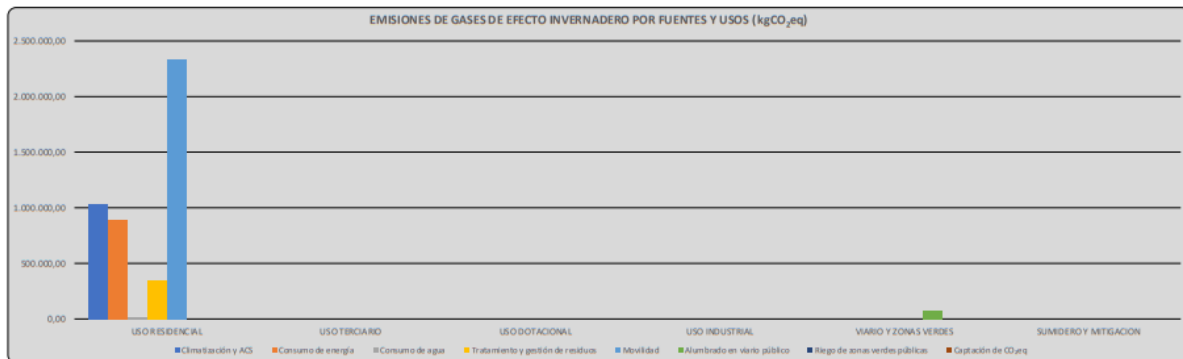 EMISIONES DE GASES DE EFECTO INVERNADERO POR FUENTES Y USOS (kgCO₂eq)
2.500.000,00
2.000.000,00
1.500.000,00
1.000.000,00
500.000,00
0,00
USO RESIDENCIAL USO TERCIARIO USO DOTACIONAL USO INDUSTRIAL VIARIO Y ZONAS VERDES SUMIDERO Y MITIGACION
Climatización y ACS Consumo de energía Consumo de agua Tratamiento y gestión de residuos Movilidad Alumbrado en viario público Riego de zonas verdes públicas Captación de CO₂eq